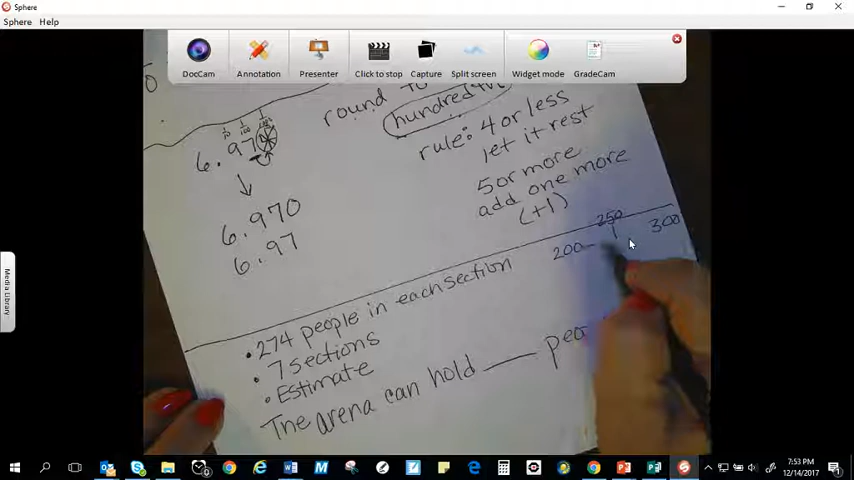 Sphere
Sphere Help
DocCam
Annotation
Presenter
Click to stop
Capture
Split screen
Widget mode
GradeCam
Media Library
round to
hundredth
rule: 4 or less
let it rest
5 or more
add one more
(+1)
6.970
6.97
250
200
300
• 274 people in each section
• 7 sections
• Estimate
The arena can hold ___ peo
7:53 PM
12/14/2017